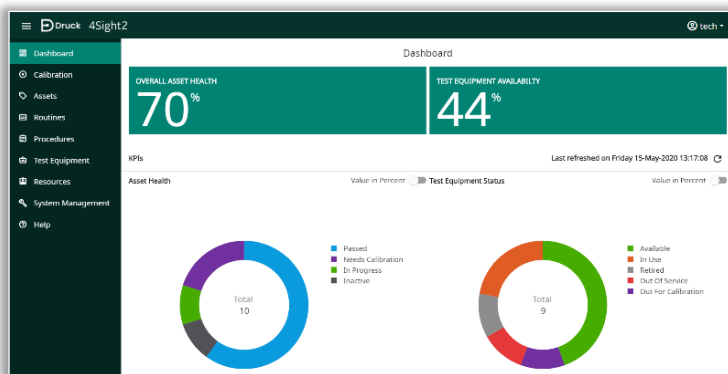 Druck 4Sight2
tech
Dashboard
Calibration
Assets
Routines
Procedures
Test Equipment
Resources
System Management
Help
Dashboard
OVERALL ASSET HEALTH
70%
TEST EQUIPMENT AVAILABILTY
44%
KPIs
Last refreshed on Friday 15-May-2020 13:17:08
Asset Health
Value in Percent
Test Equipment Status
Value in Percent
Total
10
Passed
Needs Calibration
In Progress
Inactive
Total
9
Available
In Use
Retired
Out Of Service
Out For Calibration